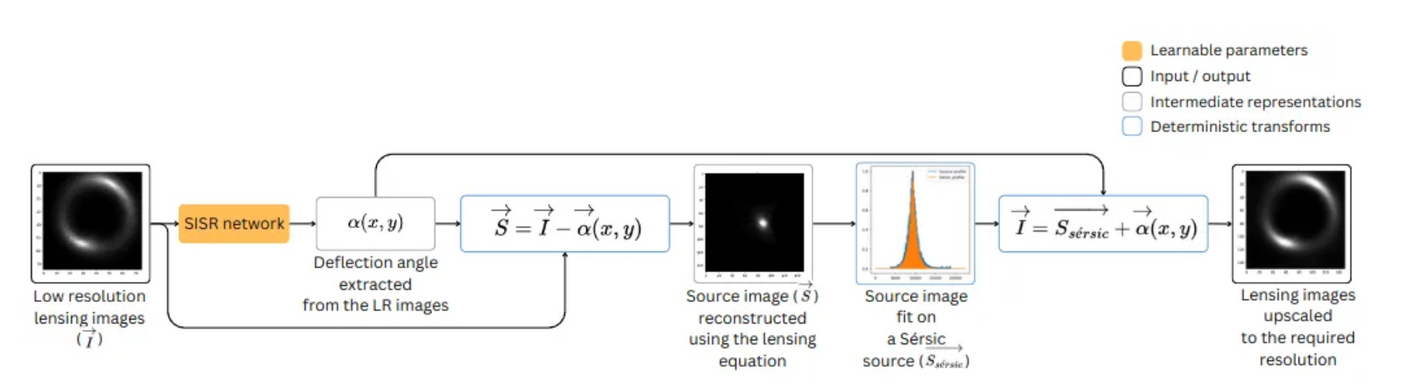 Learnable parameters
Input / output
Intermediate representations
Deterministic transforms
SISR network
α(x, y)
S⃗ = I⃗ − α⃗(x, y)
I⃗ = S⃗sérsic + α⃗(x, y)
Low resolution
lensing images
(I⃗)
Deflection angle
extracted
from the LR images
Source image (S⃗)
reconstructed
using the lensing
equation
Source image
fit on
a Sérsic
source (S⃗sérsic)
Lensing images
upscaled
to the required
resolution